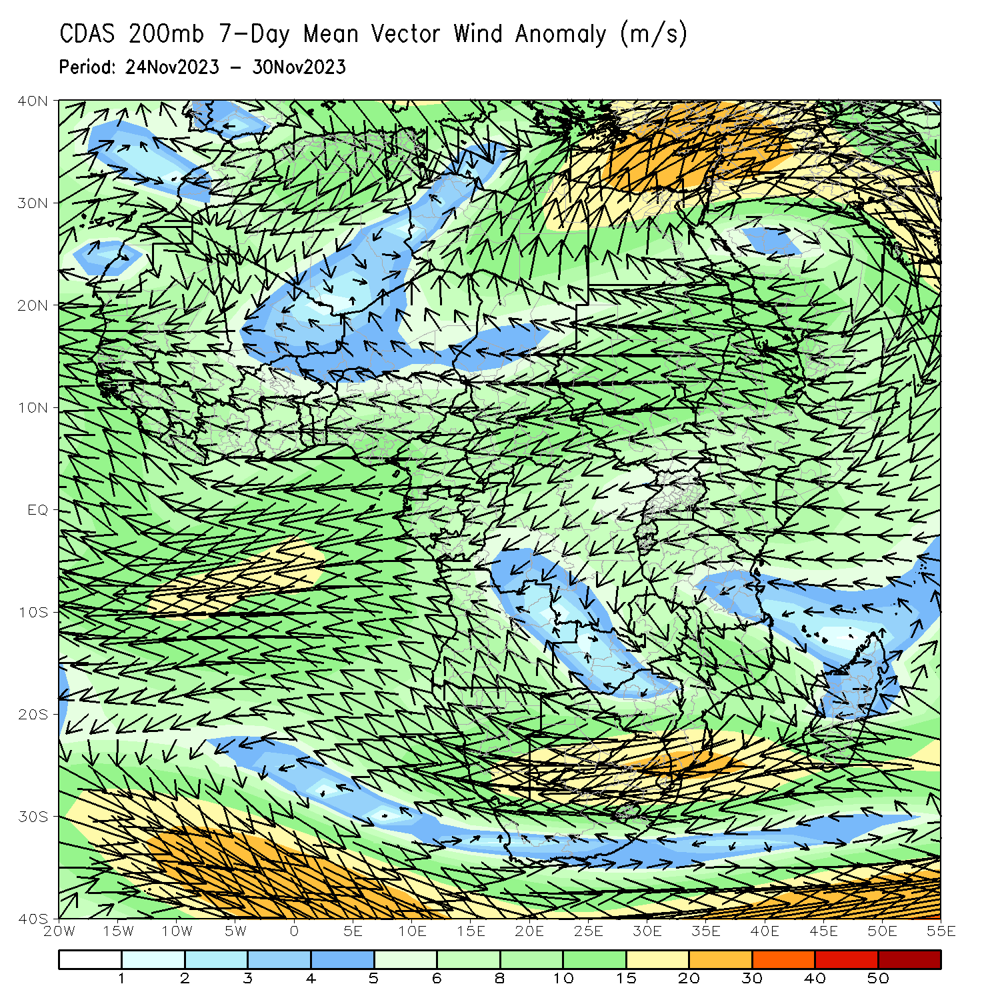 CDAS 200mb 7-Day Mean Vector Wind Anomaly (m/s)
Period: 24Nov2023 - 30Nov2023
40N
30N
20N
10N
EQ
10S
20S
30S
40S
20W 15W 10W 5W 0 5E 10E 15E 20E 25E 30E 35E 40E 45E 50E 55E
1 2 3 4 5 6 8 10 15 20 30 40 50